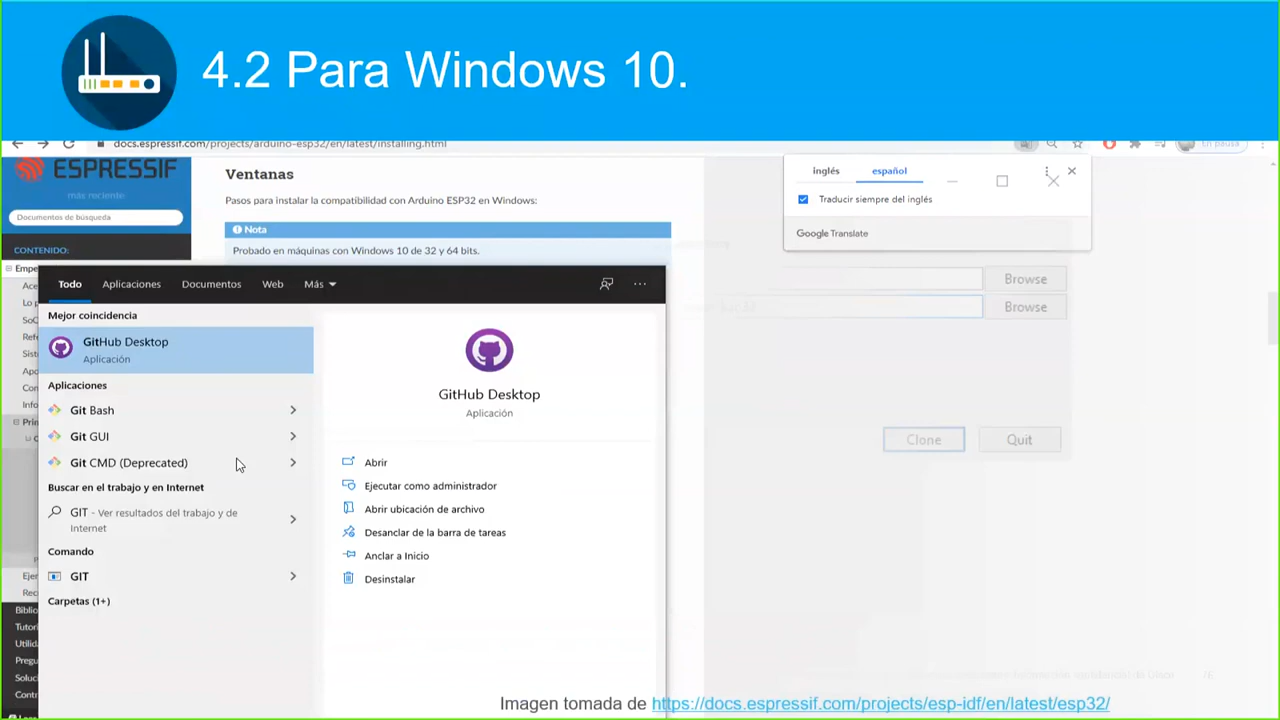 4.2 Para Windows 10.
docs.espressif.com/projects/arduino-esp32/en/latest/installing.html
En pausa
ESPRESSIF
más reciente
Documentos de búsqueda
CONTENIDO:
Ventanas
Pasos para instalar la compatibilidad con Arduino ESP32 en Windows:
Nota
Probado en máquinas con Windows 10 de 32 y 64 bits.
inglés español
Traducir siempre del inglés
Google Translate
Browse
Browse
Clone Quit
Todo Aplicaciones Documentos Web Más
Mejor coincidencia
GitHub Desktop
Aplicación
Aplicaciones
Git Bash
Git GUI
Git CMD (Deprecated)
Buscar en el trabajo y en Internet
GIT - Ver resultados del trabajo y de
Internet
Comando
GIT
Carpetas (1+)
GitHub Desktop
Aplicación
Abrir
Ejecutar como administrador
Abrir ubicación de archivo
Desanclar de la barra de tareas
Anclar a Inicio
Desinstalar
Imagen tomada de https://docs.espressif.com/projects/esp-idf/en/latest/esp32/